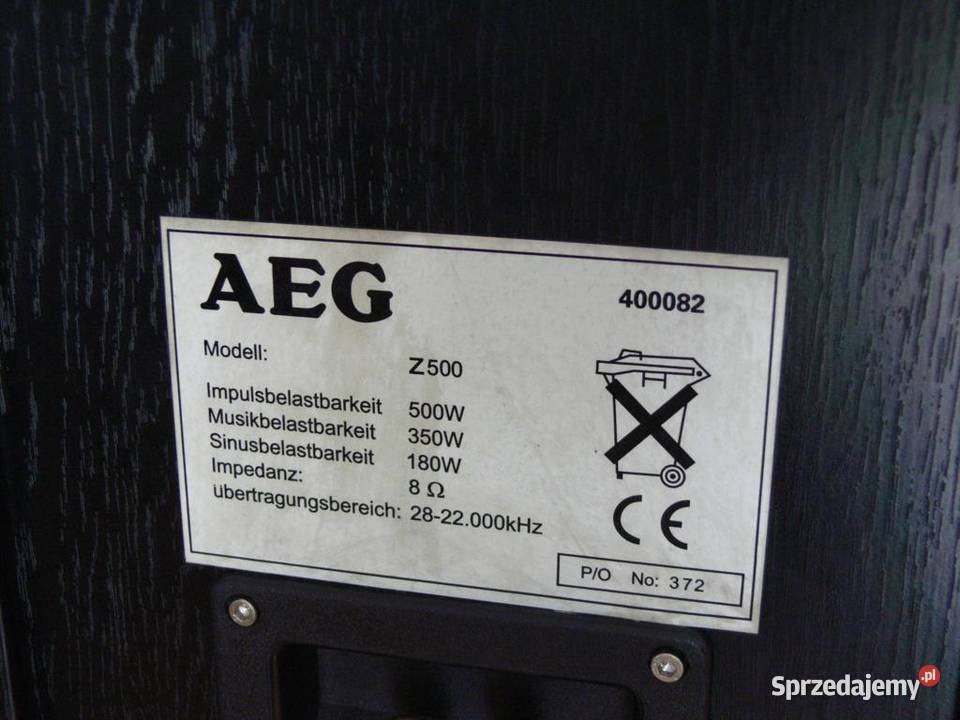 AEG
400082
Modell: Z500
Impulsbelastbarkeit 500W
Musikbelastbarkeit 350W
Sinusbelastbarkeit 180W
Impedanz: 8 Ω
übertragungsbereich: 28-22.000kHz
CE
P/O No: 372
Sprzedajemy.pl